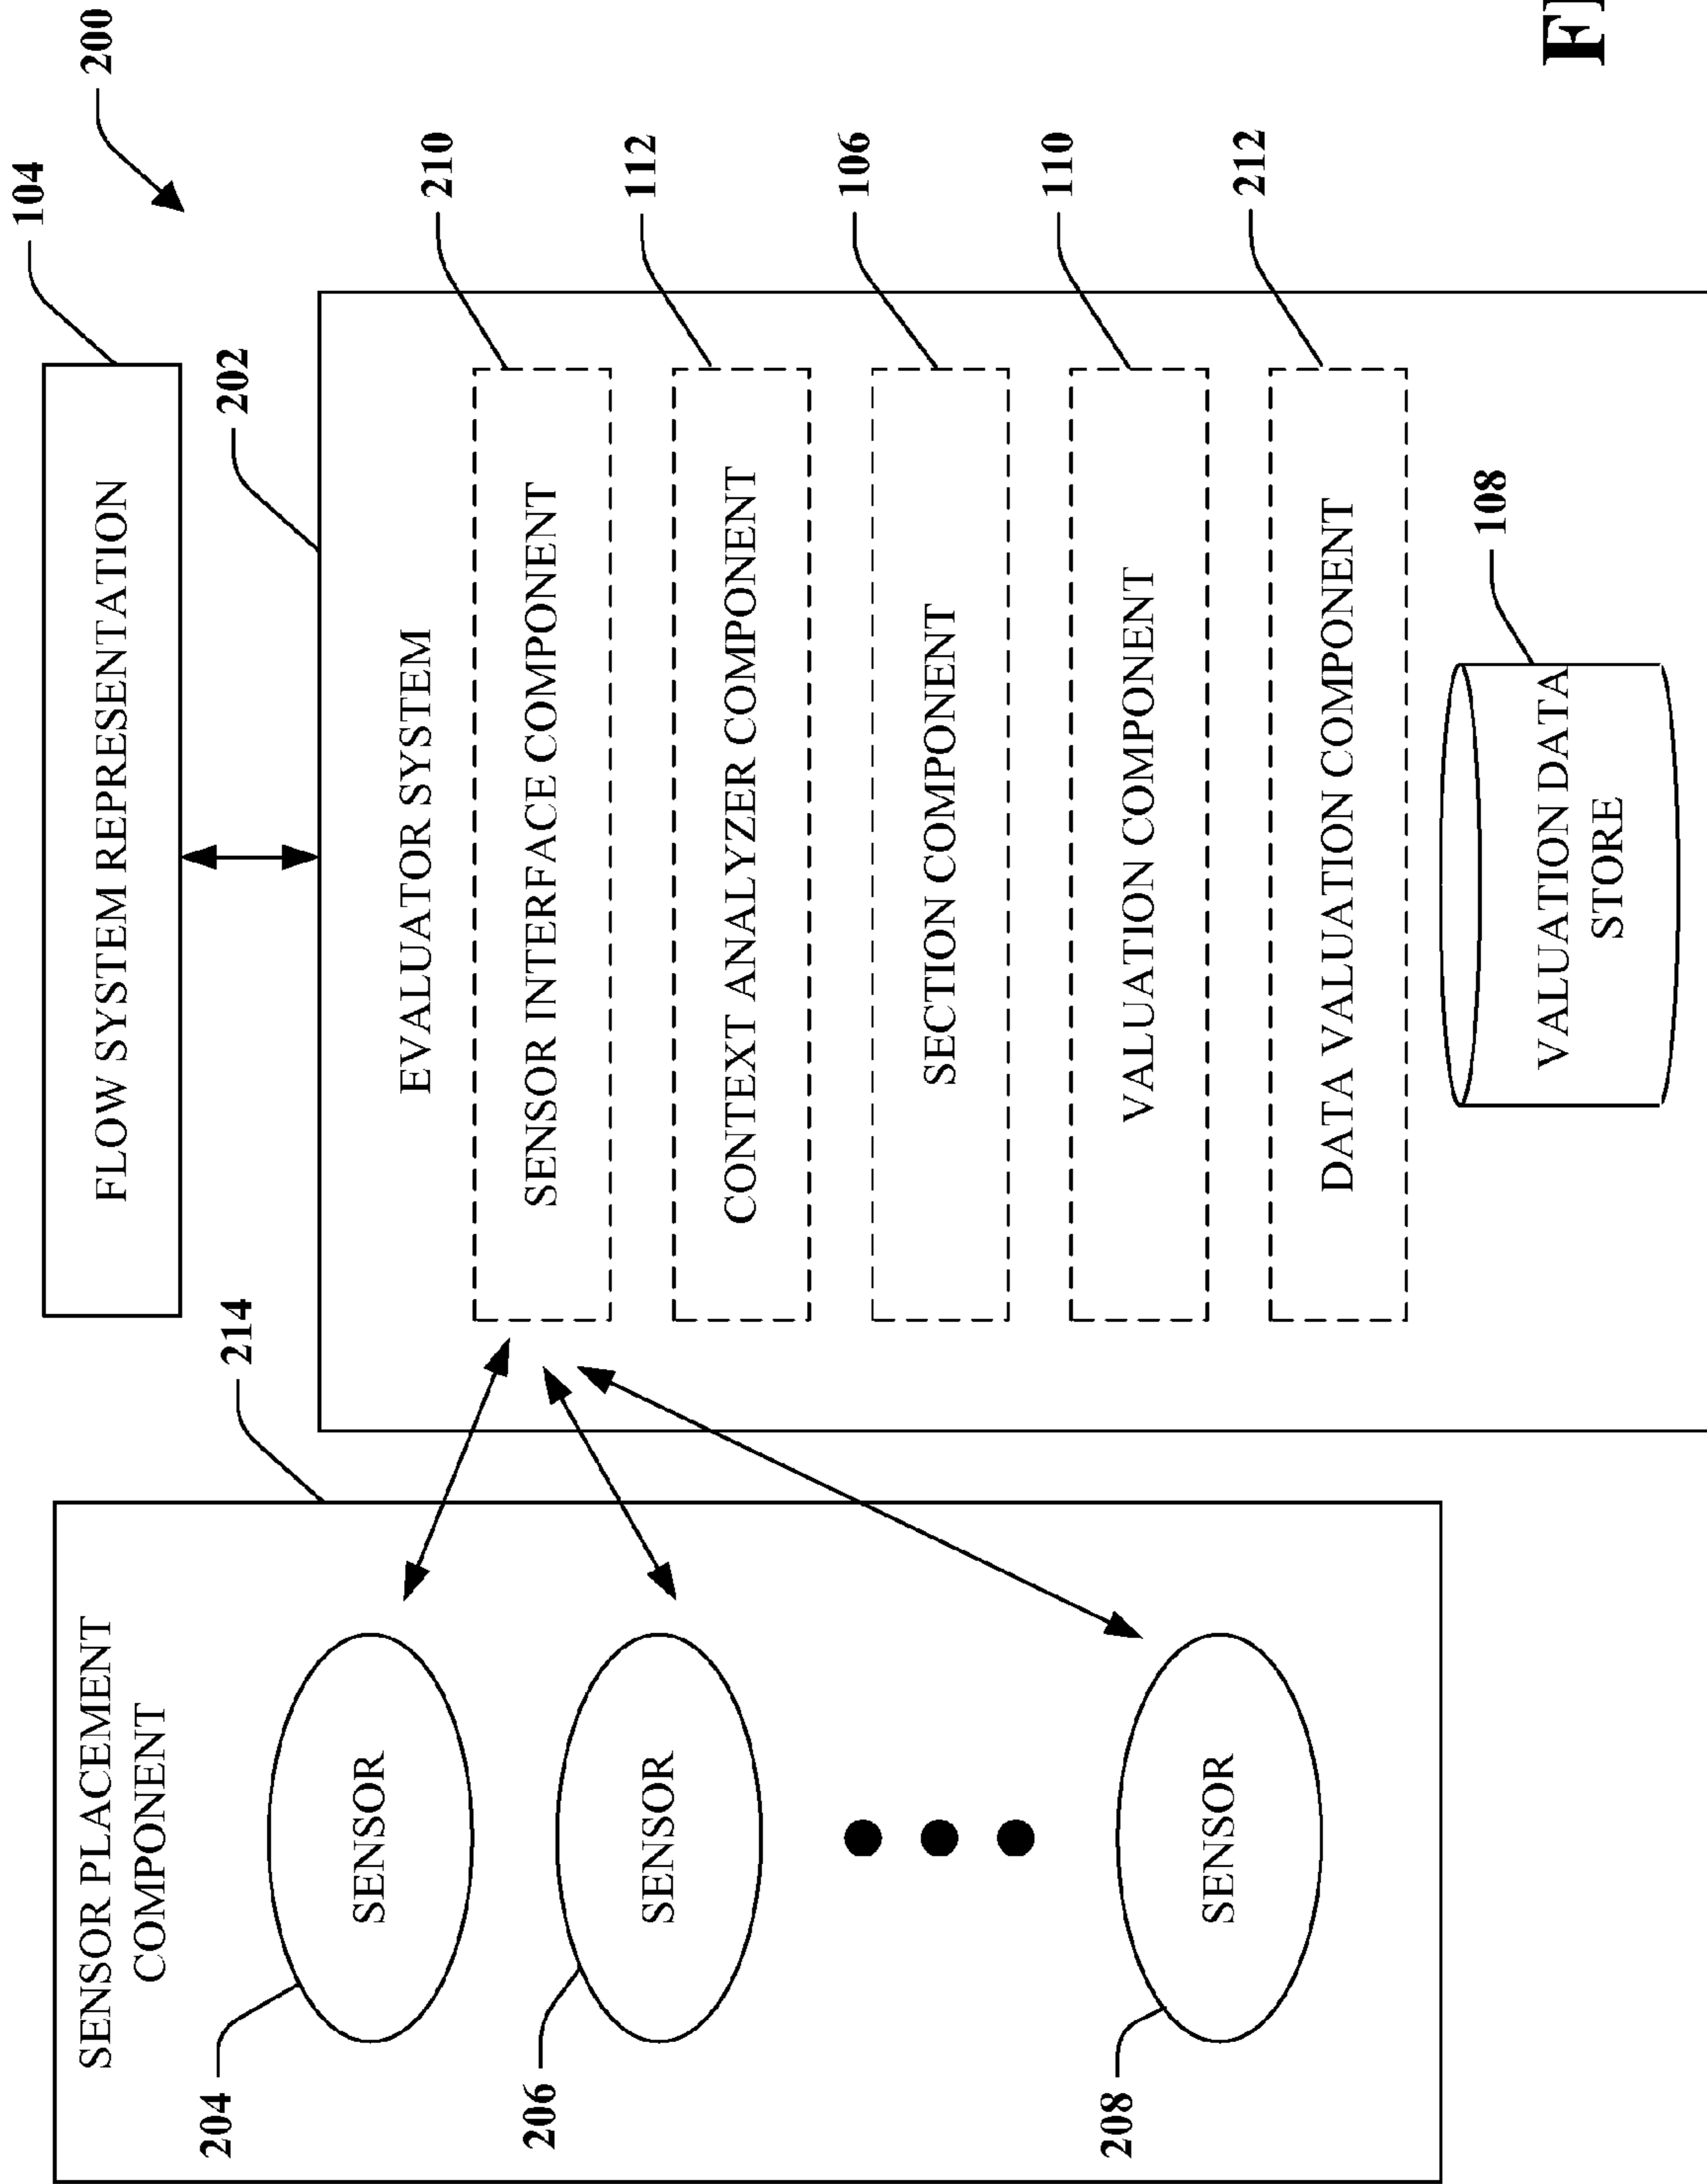 200
104
FLOW SYSTEM REPRESENTATION
202
EVALUATOR SYSTEM
210
SENSOR INTERFACE COMPONENT
112
CONTEXT ANALYZER COMPONENT
106
SECTION COMPONENT
110
VALUATION COMPONENT
212
DATA VALUATION COMPONENT
108
VALUATION DATA
STORE
214
SENSOR PLACEMENT
COMPONENT
204
SENSOR
206
SENSOR
208
SENSOR